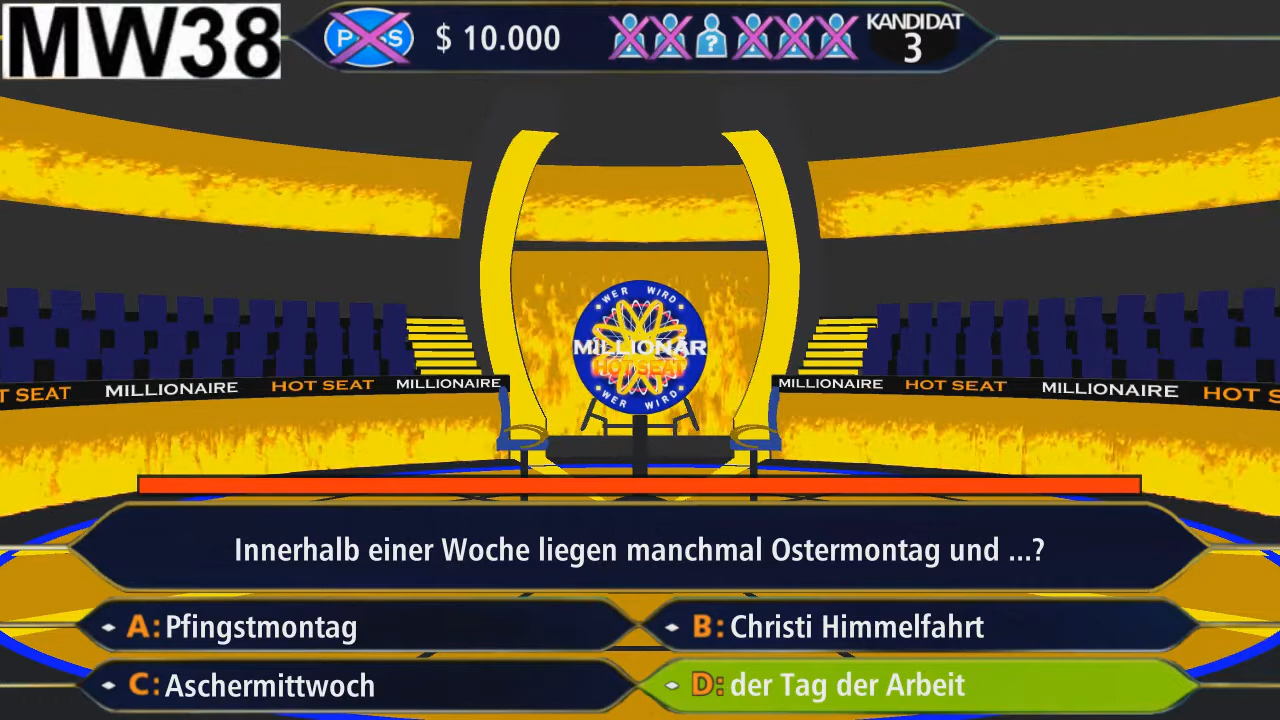 MW38
PASS
$ 10.000
?
KANDIDAT
3
WER WIRD
MILLIONÄR
HOT SEAT
WER WIRD
T SEAT MILLIONAIRE HOT SEAT MILLIONAIRE
MILLIONAIRE HOT SEAT MILLIONAIRE HOT S
Innerhalb einer Woche liegen manchmal Ostermontag und ...?
A: Pfingstmontag
B: Christi Himmelfahrt
C: Aschermittwoch
D: der Tag der Arbeit